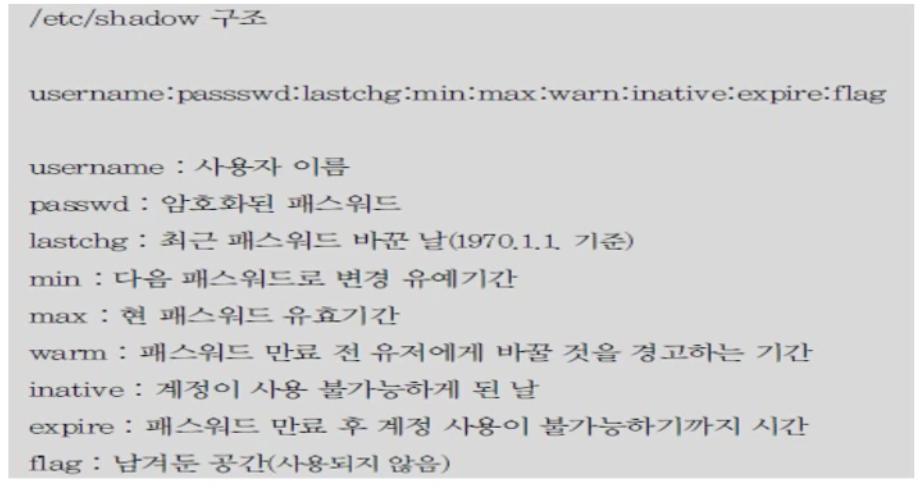 /etc/shadow 구조
username:passswd:lastchg:min:max:warn:inative:expire:flag
username : 사용자 이름
passwd : 암호화된 패스워드
lastchg : 최근 패스워드 바꾼 날(1970.1.1. 기준)
min : 다음 패스워드로 변경 유예기간
max : 현 패스워드 유효기간
warm : 패스워드 만료 전 유저에게 바꿀 것을 경고하는 기간
inative : 계정이 사용 불가능하게 된 날
expire : 패스워드 만료 후 계정 사용이 불가능하기까지 시간
flag : 남겨둔 공간(사용되지 않음)